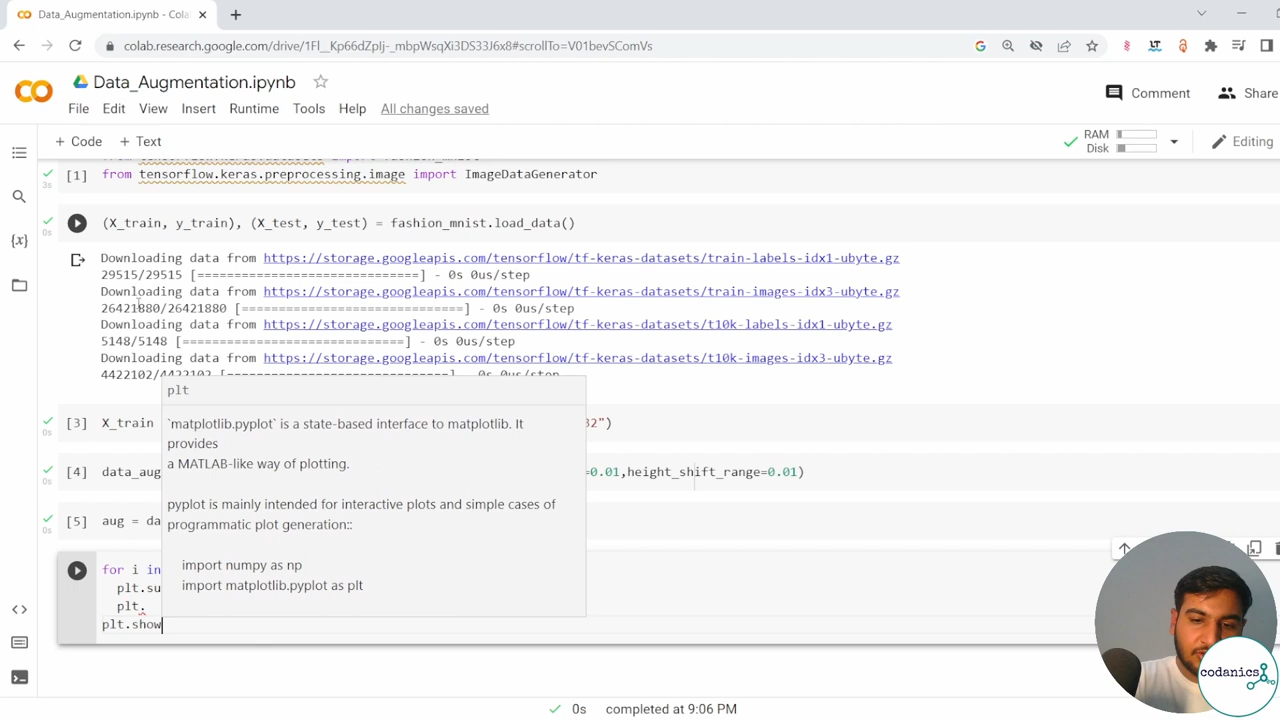 Data_Augmentation.ipynb - Cola
colab.research.google.com/drive/1Fl_Kp66dZpIj-_mbpWsqXi3DS33J6x8#scrollTo=V01bevSComVs
Data_Augmentation.ipynb
File Edit View Insert Runtime Tools Help All changes saved
Comment Share
+ Code + Text
RAM
Disk
Editing
[1] from tensorflow.keras.preprocessing.image import ImageDataGenerator
3s
(X_train, y_train), (X_test, y_test) = fashion_mnist.load_data()
0s
Downloading data from https://storage.googleapis.com/tensorflow/tf-keras-datasets/train-labels-idx1-ubyte.gz
29515/29515 [==============================] - 0s 0us/step
Downloading data from https://storage.googleapis.com/tensorflow/tf-keras-datasets/train-images-idx3-ubyte.gz
26421880/26421880 [==============================] - 0s 0us/step
Downloading data from https://storage.googleapis.com/tensorflow/tf-keras-datasets/t10k-labels-idx1-ubyte.gz
5148/5148 [==============================] - 0s 0us/step
Downloading data from https://storage.googleapis.com/tensorflow/tf-keras-datasets/t10k-images-idx3-ubyte.gz
4422102/4422102 [==============================] - 0s 0us/step
plt
`matplotlib.pyplot` is a state-based interface to matplotlib. It
provides
a MATLAB-like way of plotting.
pyplot is mainly intended for interactive plots and simple cases of
programmatic plot generation::
import numpy as np
import matplotlib.pyplot as plt
[3] X_train 32")
0s
[4] data_aug =0.01,height_shift_range=0.01)
0s
[5] aug = da
0s
for i in
plt.su
plt.
plt.show
codanics
0s completed at 9:06 PM